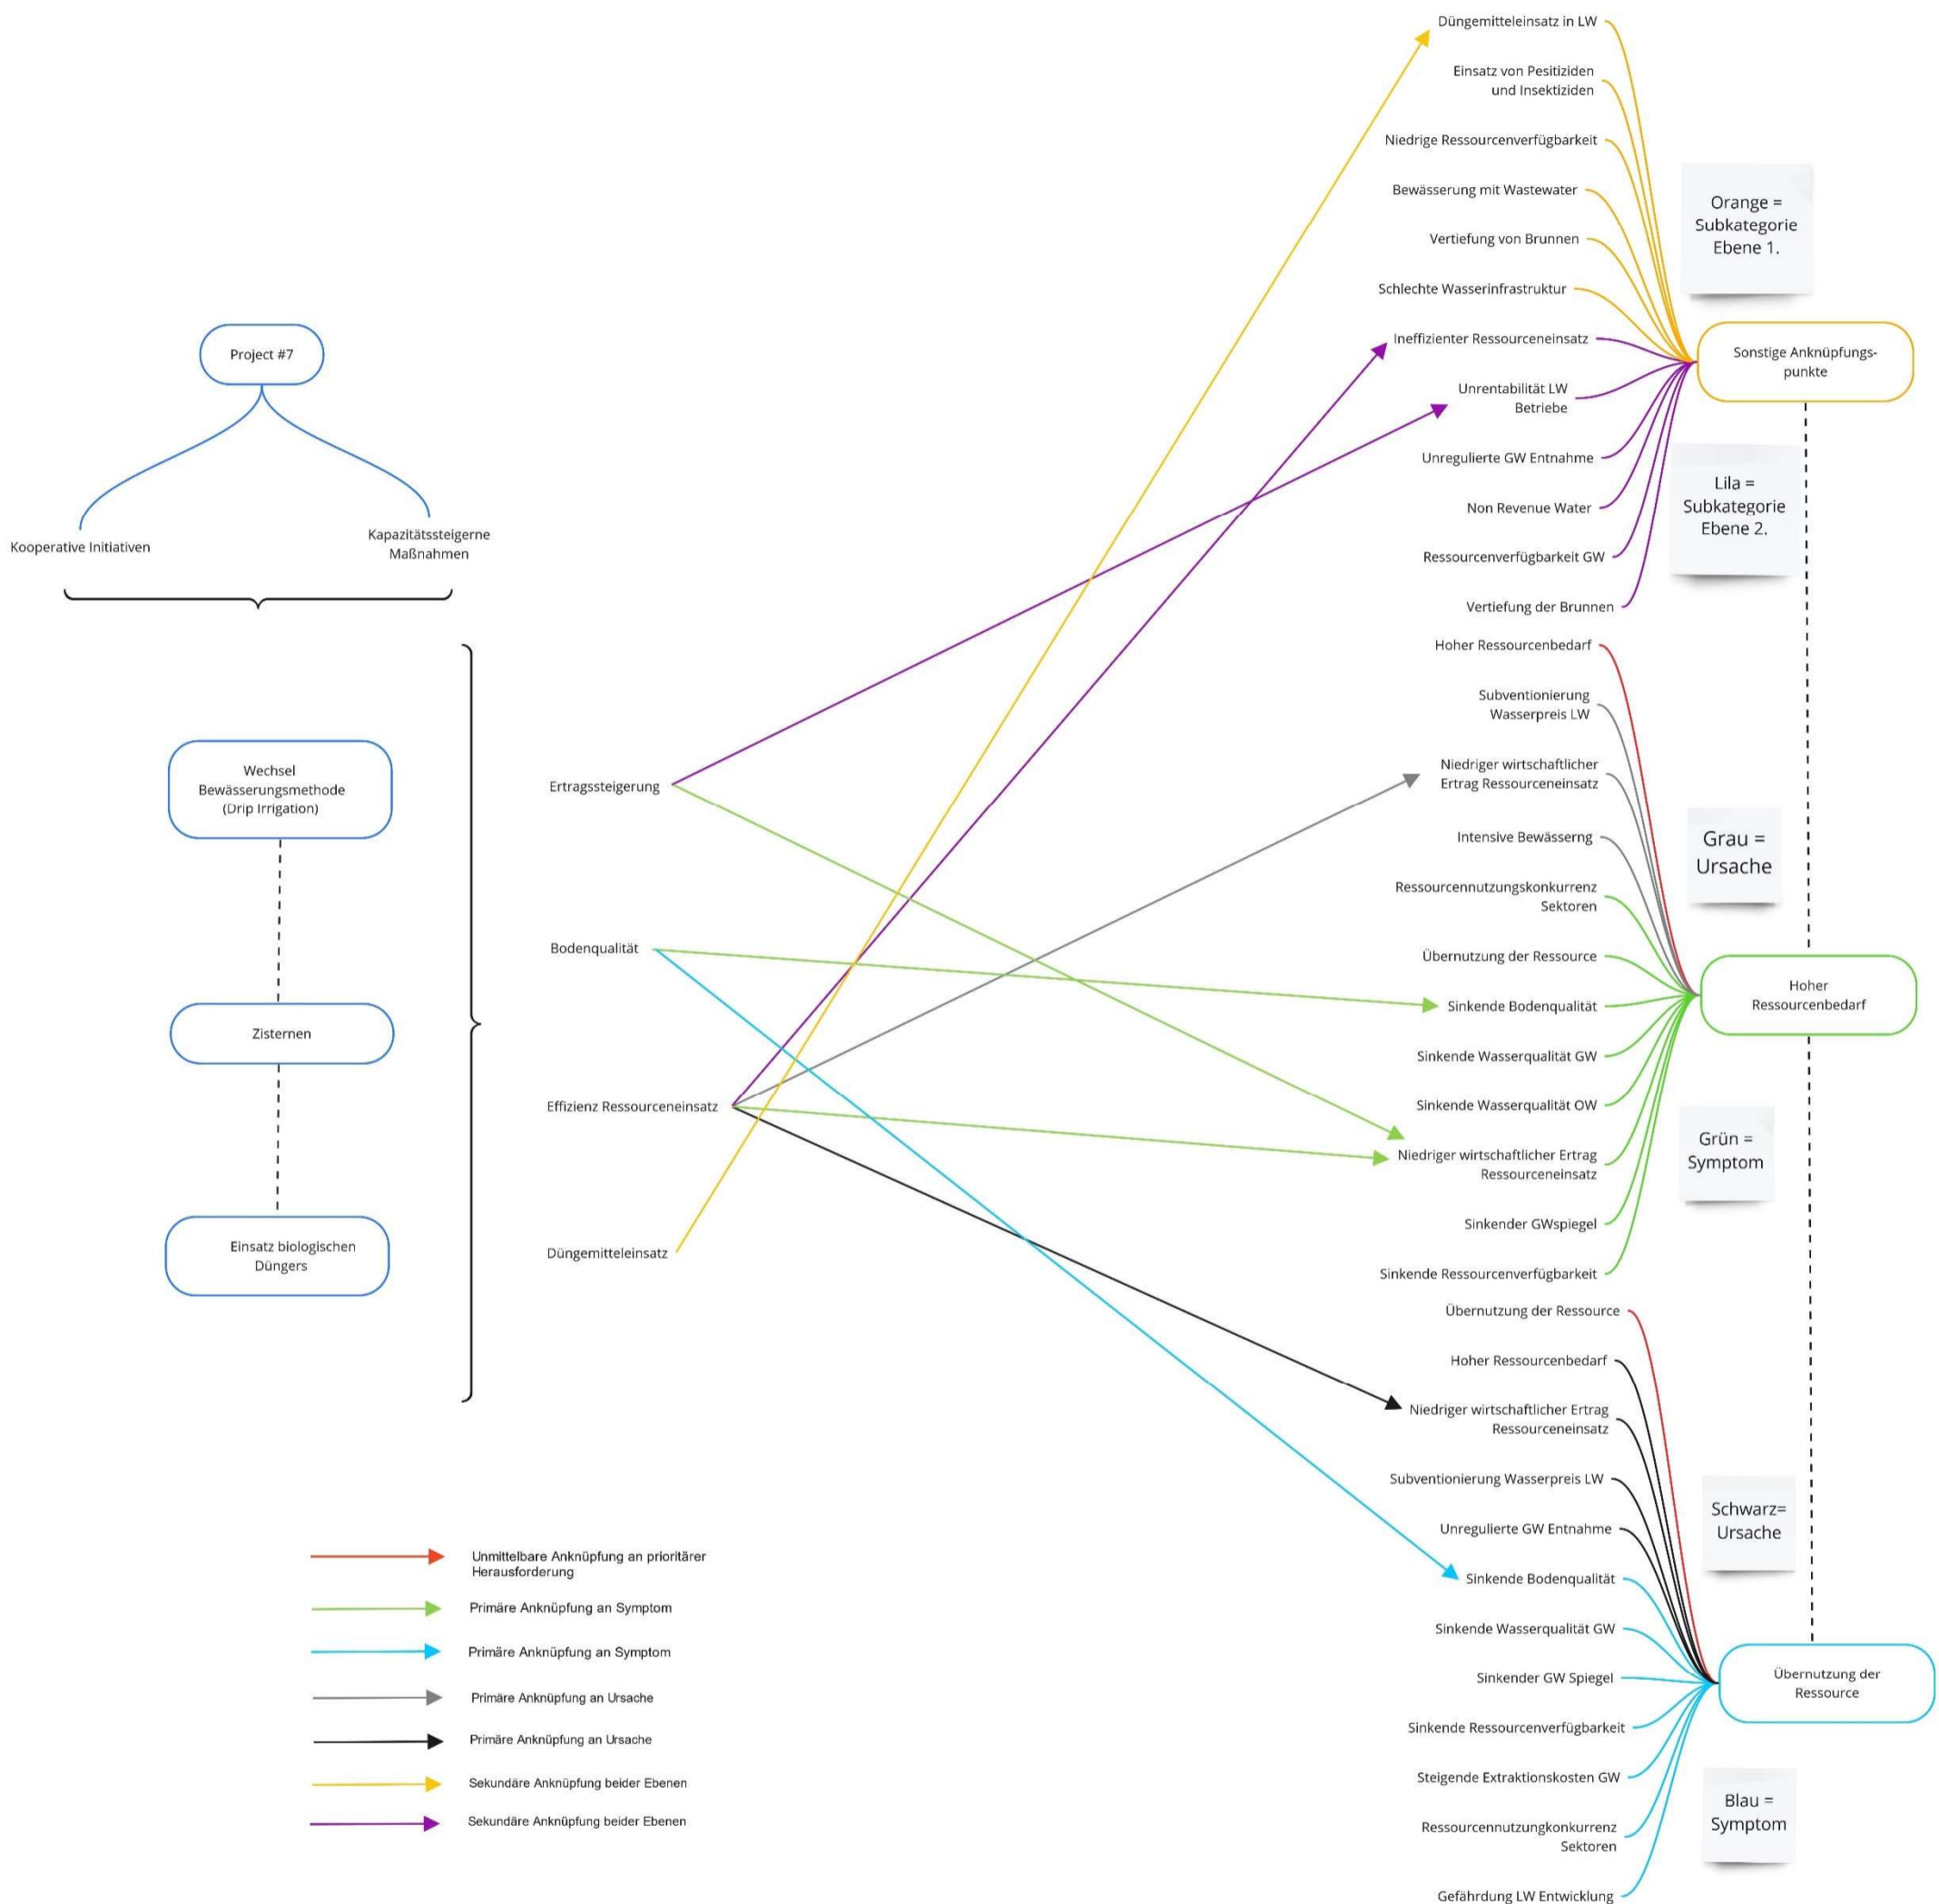 Project #7
Kooperative Initiativen
Kapazitätssteigerne
Maßnahmen
Wechsel
Bewässerungsmethode
(Drip Irrigation)
Zisternen
Einsatz biologischen
Düngers
Ertragssteigerung
Bodenqualität
Effizienz Ressourceneinsatz
Düngemitteleinsatz
Düngemitteleinsatz in LW
Einsatz von Pesitiziden
und Insektiziden
Niedrige Ressourcenverfügbarkeit
Bewässerung mit Wastewater
Vertiefung von Brunnen
Schlechte Wasserinfrastruktur
Ineffizienter Ressourceneinsatz
Unrentabilität LW
Betriebe
Unregulierte GW Entnahme
Non Revenue Water
Ressourcenverfügbarkeit GW
Vertiefung der Brunnen
Orange =
Subkategorie
Ebene 1.
Sonstige Anknüpfungs-
punkte
Lila =
Subkategorie
Ebene 2.
Hoher Ressourcenbedarf
Subventionierung
Wasserpreis LW
Niedriger wirtschaftlicher
Ertrag Ressourceneinsatz
Intensive Bewässerng
Ressourcennutzungskonkurrenz
Sektoren
Übernutzung der Ressource
Sinkende Bodenqualität
Sinkende Wasserqualität GW
Sinkende Wasserqualität OW
Niedriger wirtschaftlicher Ertrag
Ressourceneinsatz
Sinkender GWspiegel
Sinkende Ressourcenverfügbarkeit
Grau =
Ursache
Hoher
Ressourcenbedarf
Grün =
Symptom
Übernutzung der Ressource
Hoher Ressourcenbedarf
Niedriger wirtschaftlicher Ertrag
Ressourceneinsatz
Subventionierung Wasserpreis LW
Unregulierte GW Entnahme
Sinkende Bodenqualität
Sinkende Wasserqualität GW
Sinkender GW Spiegel
Sinkende Ressourcenverfügbarkeit
Steigende Extraktionskosten GW
Ressourcennutzungkonkurrenz
Sektoren
Gefährdung LW Entwicklung
Schwarz=
Ursache
Übernutzung der
Ressource
Blau =
Symptom
Unmittelbare Anknüpfung an prioritärer
Herausforderung
Primäre Anknüpfung an Symptom
Primäre Anknüpfung an Symptom
Primäre Anknüpfung an Ursache
Primäre Anknüpfung an Ursache
Sekundäre Anknüpfung beider Ebenen
Sekundäre Anknüpfung beider Ebenen